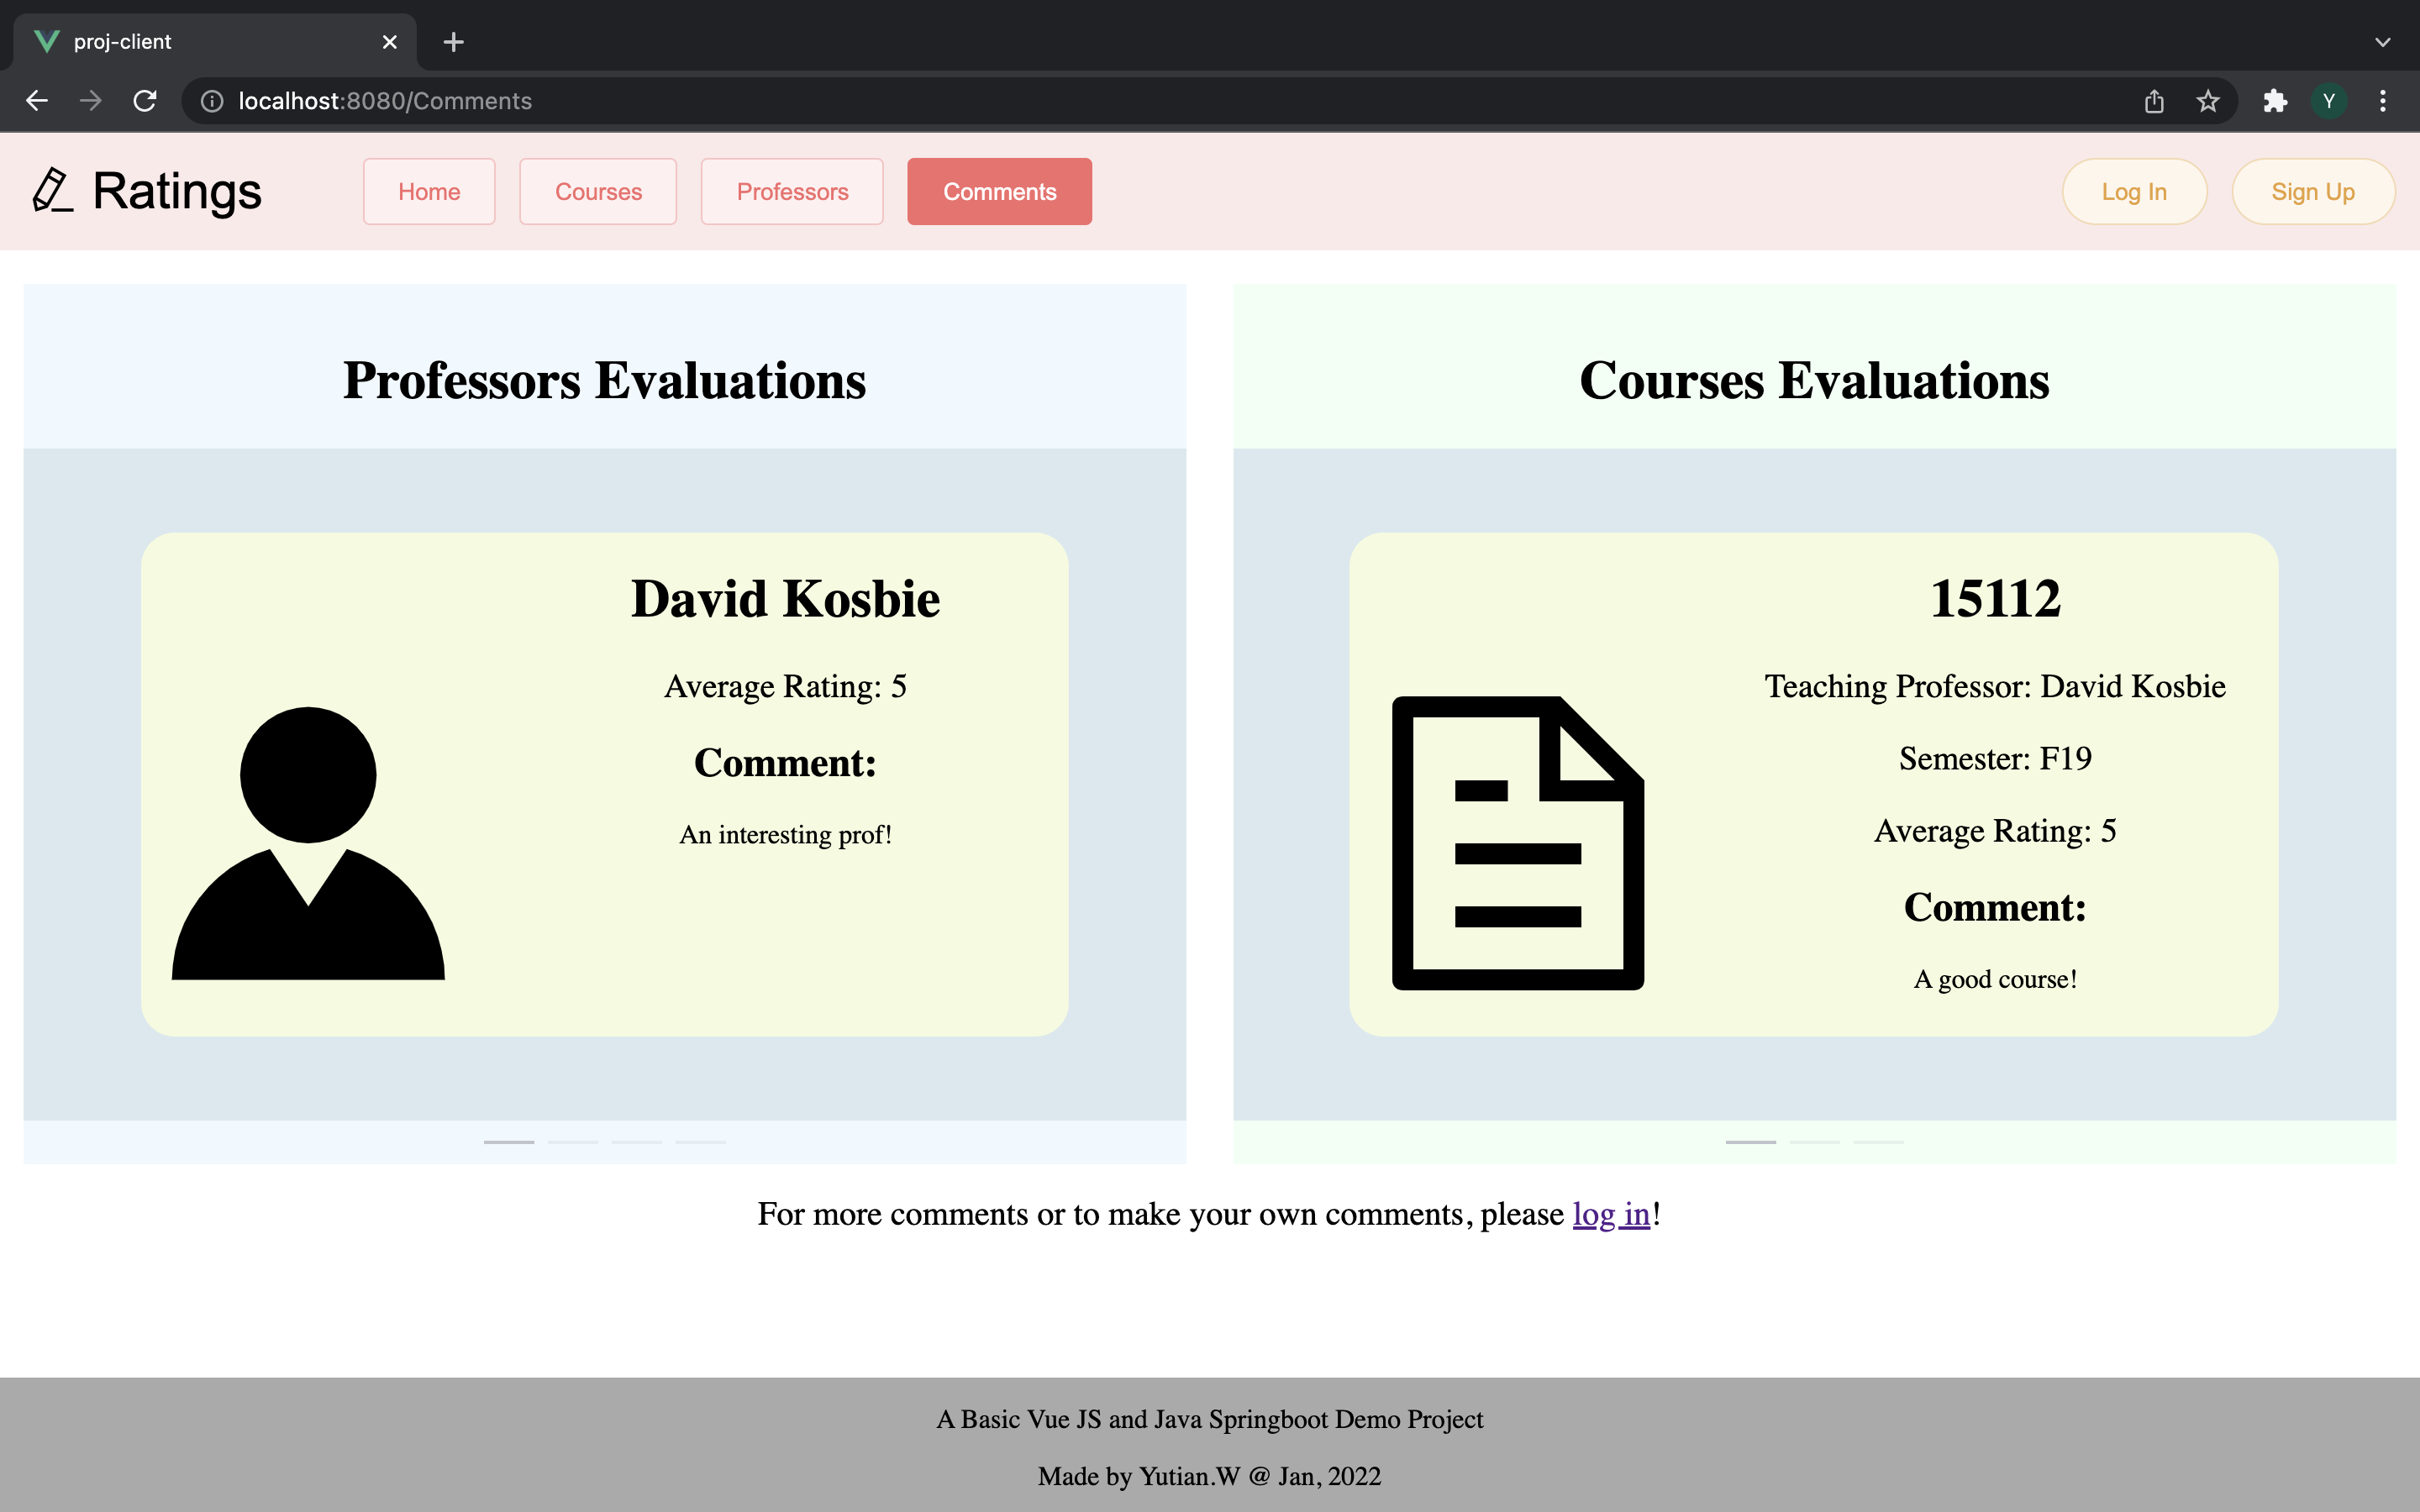 proj-client
localhost:8080/Comments
Y
Ratings
Home
Courses
Professors
Comments
Log In
Sign Up
Professors Evaluations
David Kosbie
Average Rating: 5
Comment:
An interesting prof!
Courses Evaluations
15112
Teaching Professor: David Kosbie
Semester: F19
Average Rating: 5
Comment:
A good course!
For more comments or to make your own comments, please log in!
A Basic Vue JS and Java Springboot Demo Project
Made by Yutian.W @ Jan, 2022